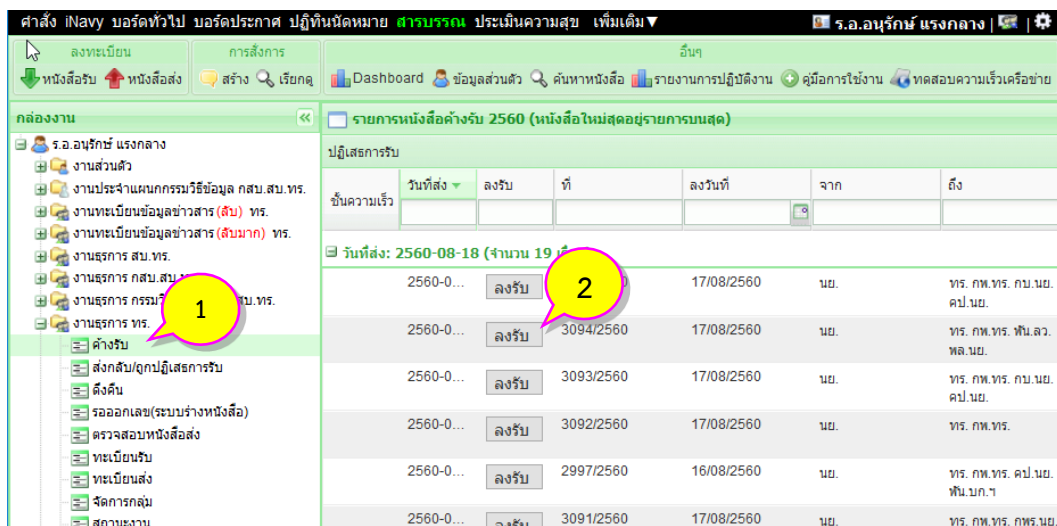 คำสั่ง iNavy บอร์ดทั่วไป บอร์ดประกาศ ปฏิทินนัดหมาย สารบรรณ ประเมินความสุข เพิ่มเติม▼ ร.อ.อนุรักษ์ แรงกลาง | |
ลงทะเบียน การสั่งการ อื่นๆ
หนังสือรับ หนังสือส่ง สร้าง เรียกดู Dashboard ข้อมูลส่วนตัว ค้นหาหนังสือ รายงานการปฏิบัติงาน คู่มือการใช้งาน ทดสอบความเร็วเครือข่าย
กล่องงาน
ร.อ.อนุรักษ์ แรงกลาง
งานส่วนตัว
งานประจำแผนกกรรมวิธีข้อมูล กสบ.สบ.ทร.
งานทะเบียนข้อมูลข่าวสาร (ลับ) ทร.
งานทะเบียนข้อมูลข่าวสาร (ลับมาก) ทร.
งานธุรการ สบ.ทร.
งานธุรการ กสบ.สบ.
งานธุรการ กรรมวิ สบ.ทร.
งานธุรการ ทร.
ค้างรับ
ส่งกลับ/ถูกปฏิเสธการรับ
ดึงคืน
รอออกเลข(ระบบร่างหนังสือ)
ตรวจสอบหนังสือส่ง
ทะเบียนรับ
ทะเบียนส่ง
จัดการกลุ่ม
สถานะงาน
1
รายการหนังสือค้างรับ 2560 (หนังสือใหม่สุดอยู่รายการบนสุด)
ปฏิเสธการรับ
ชั้นความเร็ว วันที่ส่ง ลงรับ ที่ ลงวันที่ จาก ถึง
วันที่ส่ง: 2560-08-18 (จำนวน 19
2
2560-0... ลงรับ 0 17/08/2560 นย. ทร. กพ.ทร. กบ.นย.
คป.นย.
2560-0... ลงรับ 3094/2560 17/08/2560 นย. ทร. กพ.ทร. พัน.ลว.
พล.นย.
2560-0... ลงรับ 3093/2560 17/08/2560 นย. ทร. กพ.ทร. กบ.นย.
คป.นย.
2560-0... ลงรับ 3092/2560 17/08/2560 นย. ทร. กพ.ทร.
2560-0... ลงรับ 2997/2560 16/08/2560 นย. ทร. กพ.ทร. คป.นย.
พัน.บก.ฯ
2560-0... ลงรับ 3091/2560 17/08/2560 นย. ทร. กพ.ทร. กพร.นย.